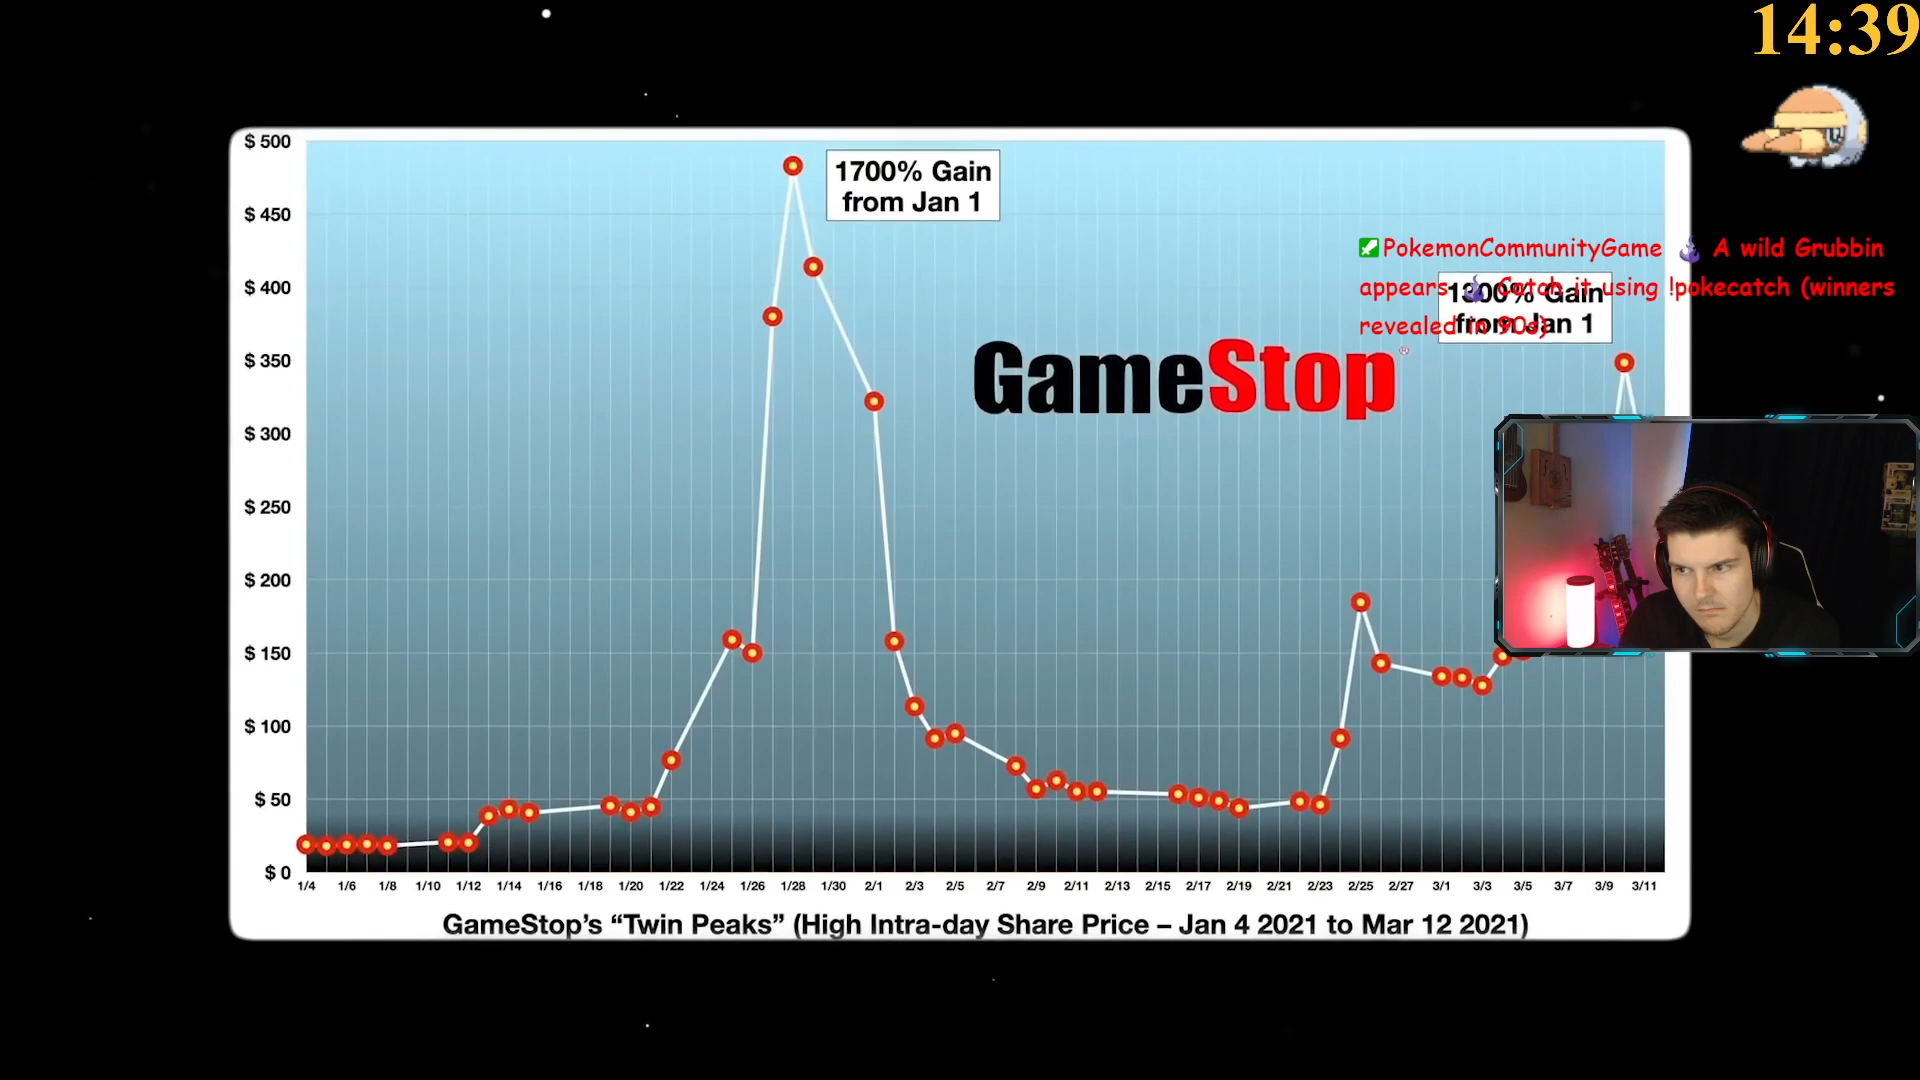 14:39
$ 500
1700% Gain
from Jan 1
$ 450
PokemonCommunityGame A wild Grubbin
appears Catch it using !pokecatch (winners
revealed in 90s)
1300% Gain
from Jan 1
$ 400
GameStop®
$ 350
$ 300
$ 250
$ 200
$ 150
$ 100
$ 50
$ 0
1/4 1/6 1/8 1/10 1/12 1/14 1/16 1/18 1/20 1/22 1/24 1/26 1/28 1/30 2/1 2/3 2/5 2/7 2/9 2/11 2/13 2/15 2/17 2/19 2/21 2/23 2/25 2/27 3/1 3/3 3/5 3/7 3/9 3/11
GameStop’s “Twin Peaks” (High Intra-day Share Price – Jan 4 2021 to Mar 12 2021)